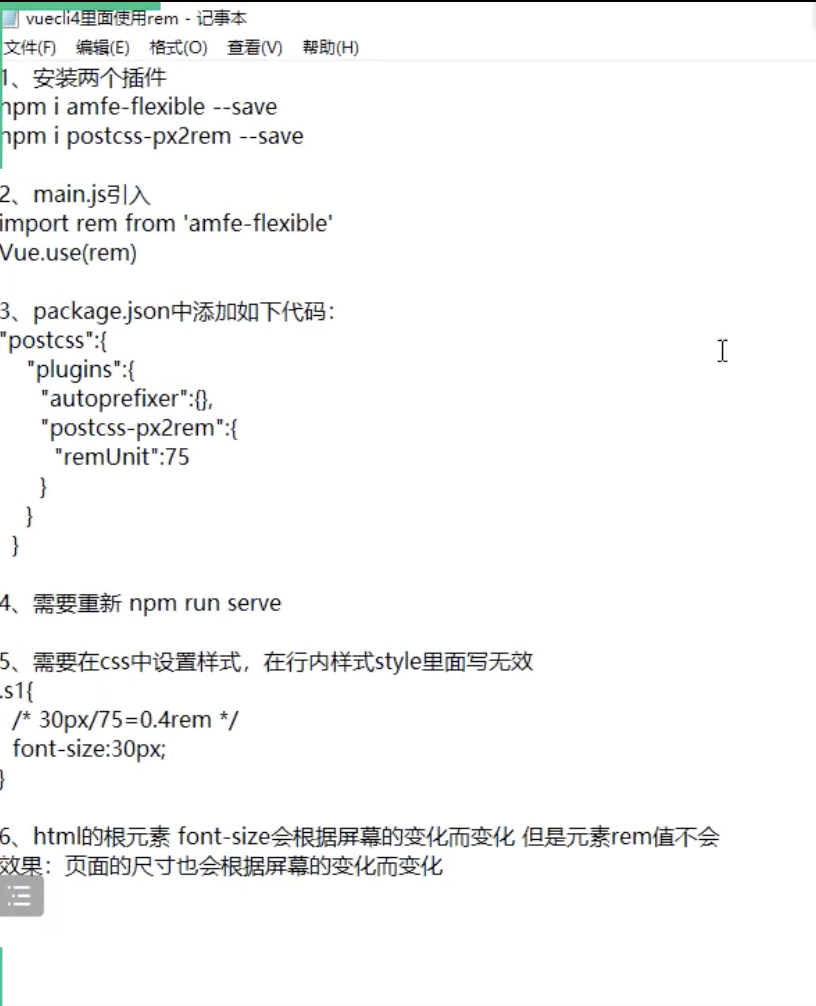 vuecli4里面使用rem - 记事本
文件(F) 编辑(E) 格式(O) 查看(V) 帮助(H)
1、安装两个插件
npm i amfe-flexible --save
npm i postcss-px2rem --save
2、main.js引入
import rem from 'amfe-flexible'
Vue.use(rem)
3、package.json中添加如下代码：
"postcss":{
"plugins":{
"autoprefixer":{},
"postcss-px2rem":{
"remUnit":75
}
}
}
4、需要重新 npm run serve
5、需要在css中设置样式，在行内样式style里面写无效
.s1{
/* 30px/75=0.4rem */
font-size:30px;
}
6、html的根元素 font-size会根据屏幕的变化而变化 但是元素rem值不会
效果：页面的尺寸也会根据屏幕的变化而变化